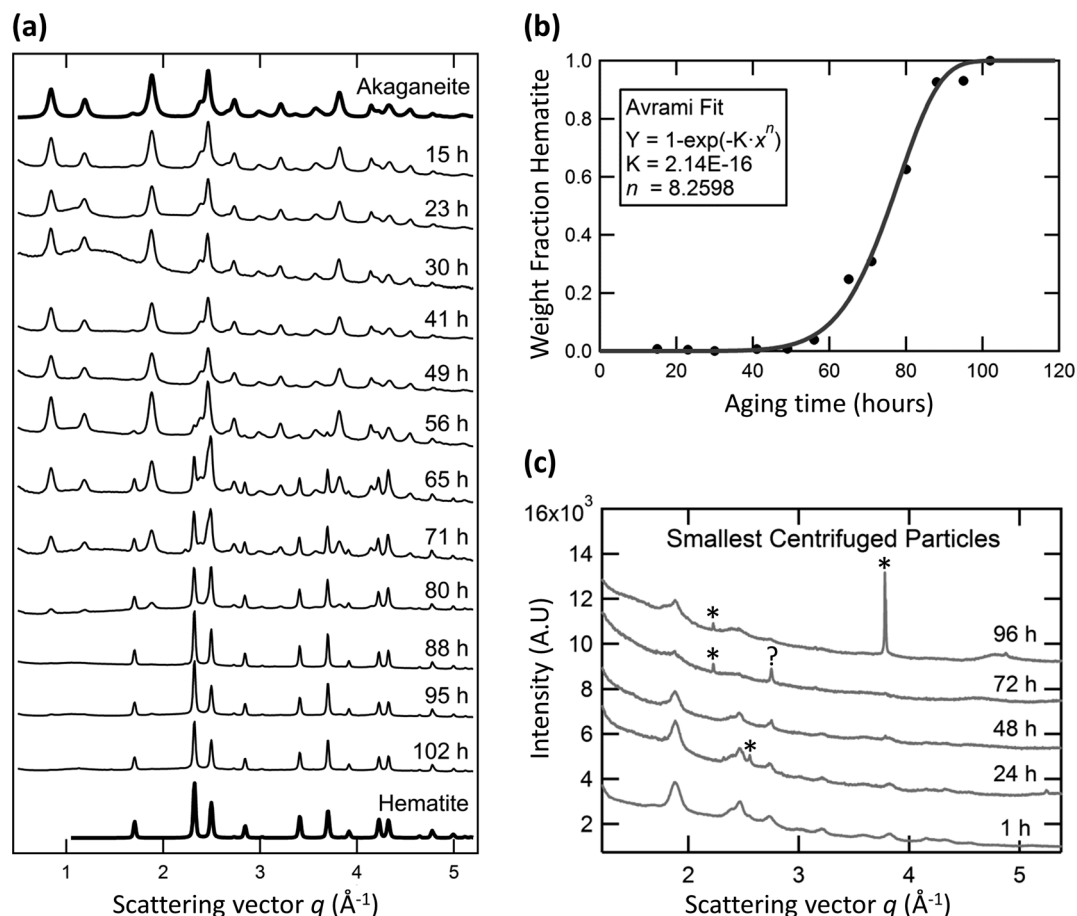 (a)
Akaganeite
15 h
23 h
30 h
41 h
49 h
56 h
65 h
71 h
80 h
88 h
95 h
102 h
Hematite
1 2 3 4 5
Scattering vector q (Å-1)
(b)
1.0
0.8
0.6
0.4
0.2
0.0
Weight Fraction Hematite
Avrami Fit
Y = 1-exp(-K·x^n)
K = 2.14E-16
n = 8.2598
0 20 40 60 80 100 120
Aging time (hours)
(c)
16x10^3
14
12
10
8
6
4
2
Intensity (A.U)
Smallest Centrifuged Particles
*
*
96 h
*
?
72 h
48 h
*
24 h
1 h
2 3 4 5
Scattering vector q (Å-1)